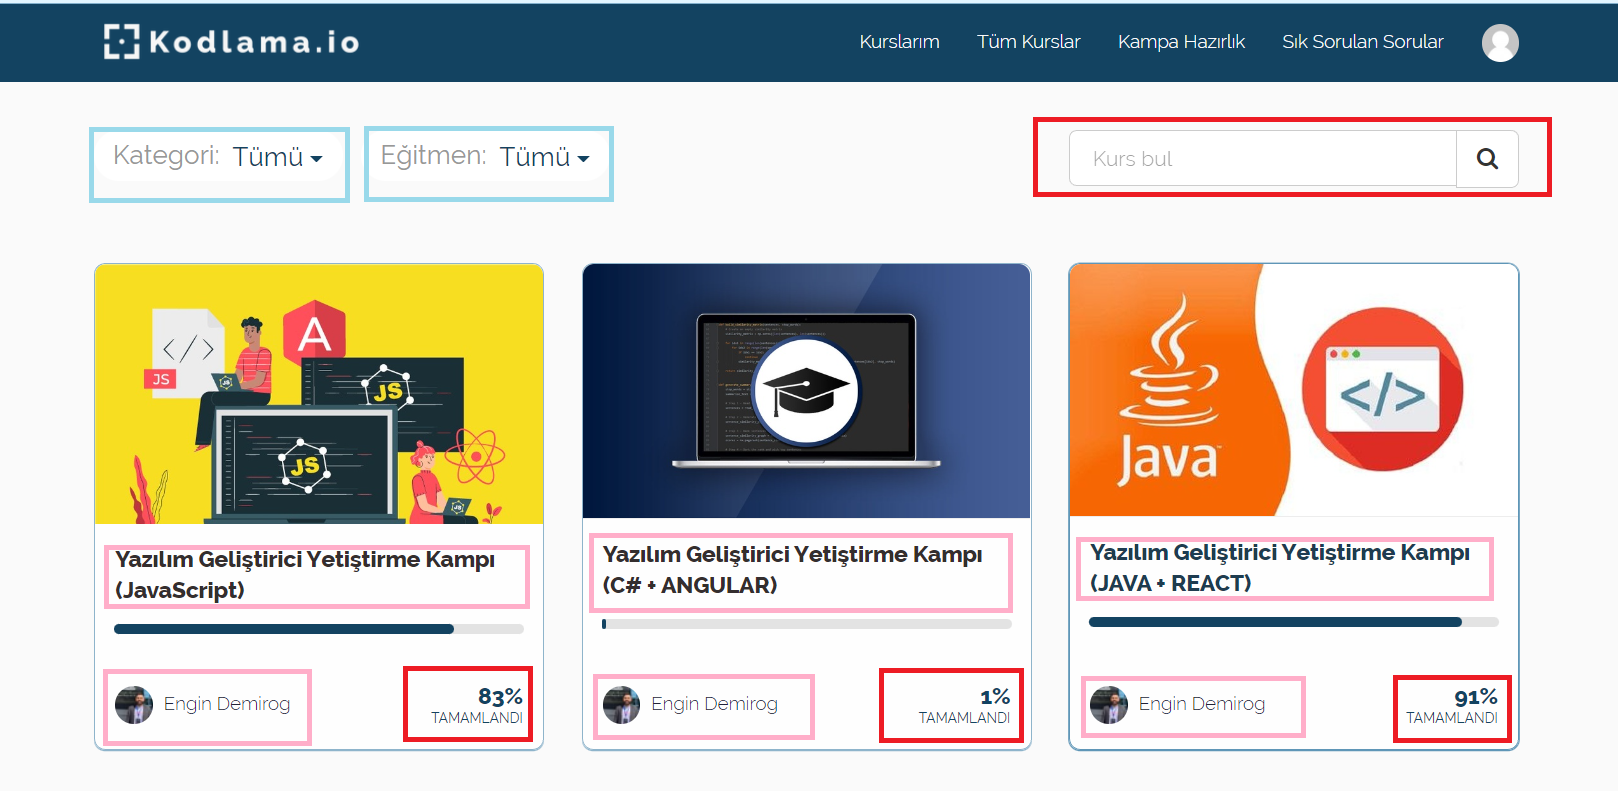 Kodlama.io
Kurslarım Tüm Kurslar Kampa Hazırlık Sık Sorulan Sorular
Kategori: Tümü Eğitmen: Tümü Kurs bul
</>
JS
A
JS
JS
JS
JS
Java
</>
Yazılım Geliştirici Yetiştirme Kampı
(JavaScript)
Engin Demirog
83%
TAMAMLANDI
Yazılım Geliştirici Yetiştirme Kampı
(C# + ANGULAR)
Engin Demirog
1%
TAMAMLANDI
Yazılım Geliştirici Yetiştirme Kampı
(JAVA + REACT)
Engin Demirog
91%
TAMAMLANDI